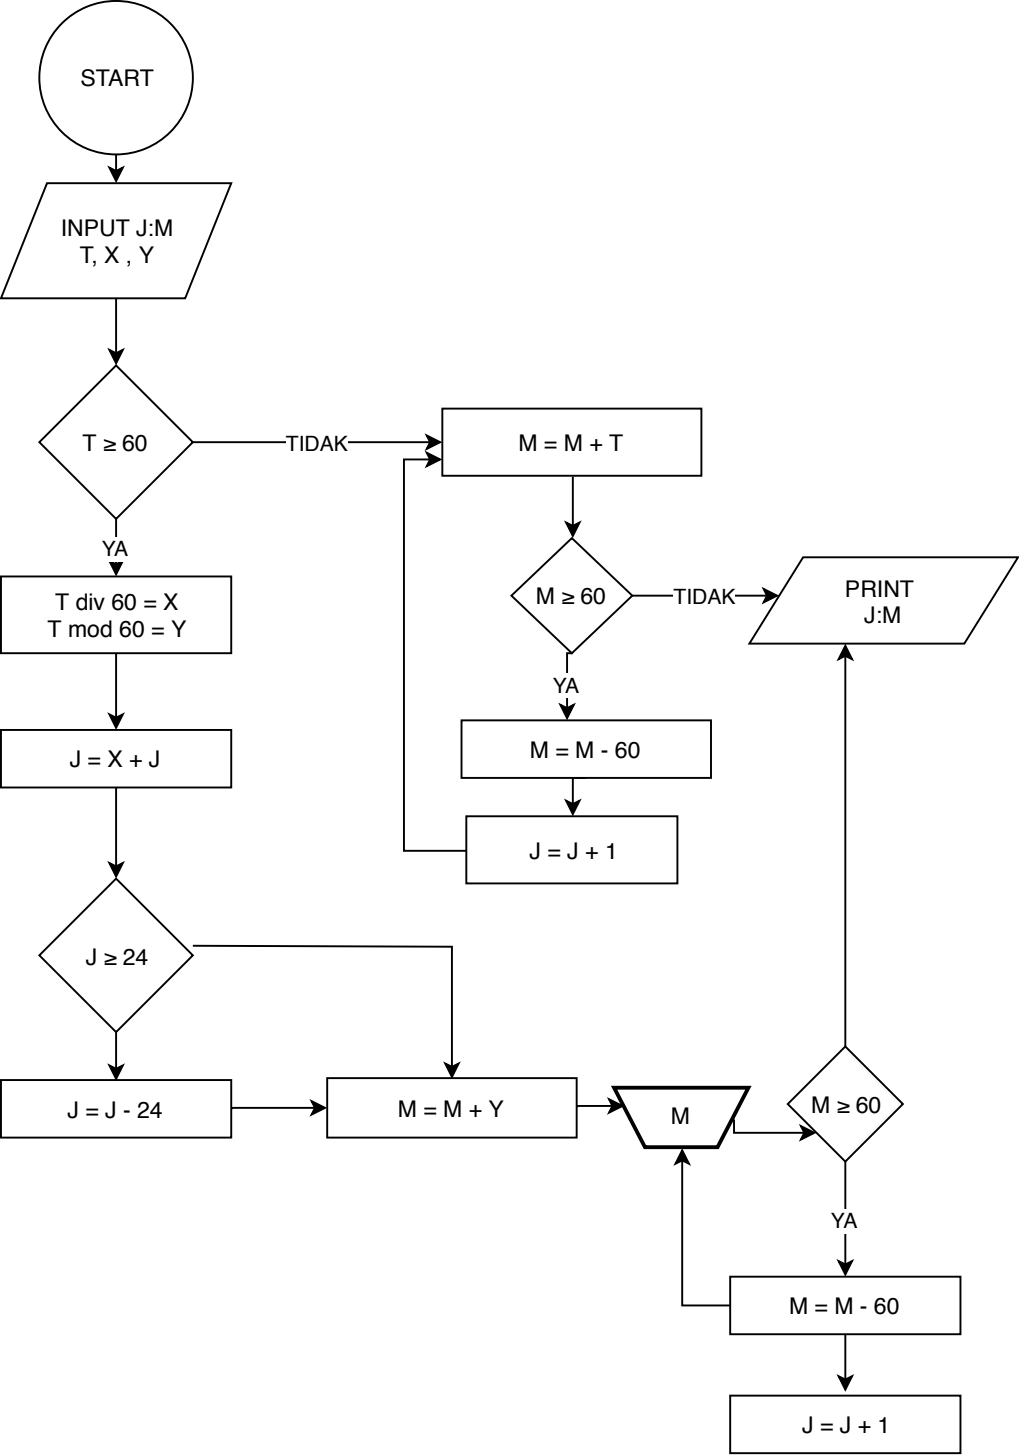 START
INPUT J:M
T, X , Y
T ≥ 60
TIDAK
M = M + T
YA
T div 60 = X
T mod 60 = Y
M ≥ 60
TIDAK
PRINT
J:M
YA
J = X + J
M = M - 60
J = J + 1
J ≥ 24
J = J - 24
M = M + Y
M
M ≥ 60
YA
M = M - 60
J = J + 1